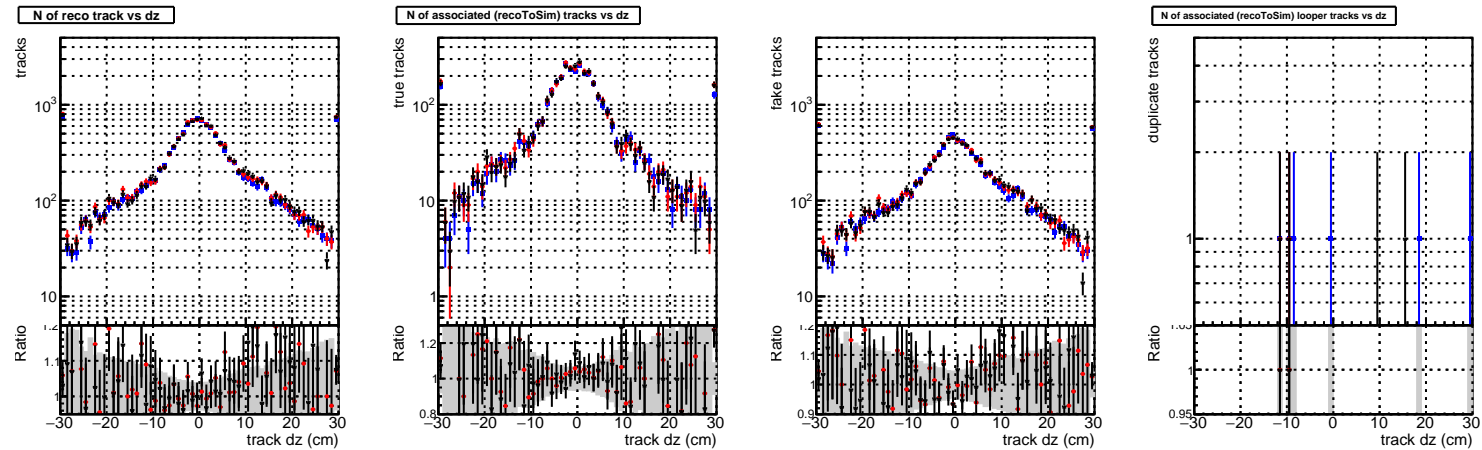 N of reco track vs dz
tracks
10³
10²
10
Ratio
1.2
1.1
1
−30 −20 −10 0 10 20 30
track dz (cm)
N of associated (recoToSim) tracks vs dz
true tracks
10²
10
1
Ratio
1.2
1
0.8
−30 −20 −10 0 10 20 30
track dz (cm)
fake tracks
10³
10²
10
Ratio
1.2
1.1
1
0.9
−30 −20 −10 0 10 20 30
track dz (cm)
N of associated (recoToSim) looper tracks vs dz
duplicate tracks
1
Ratio
1.05
1
0.95
−30 −20 −10 0 10 20 30
track dz (cm)